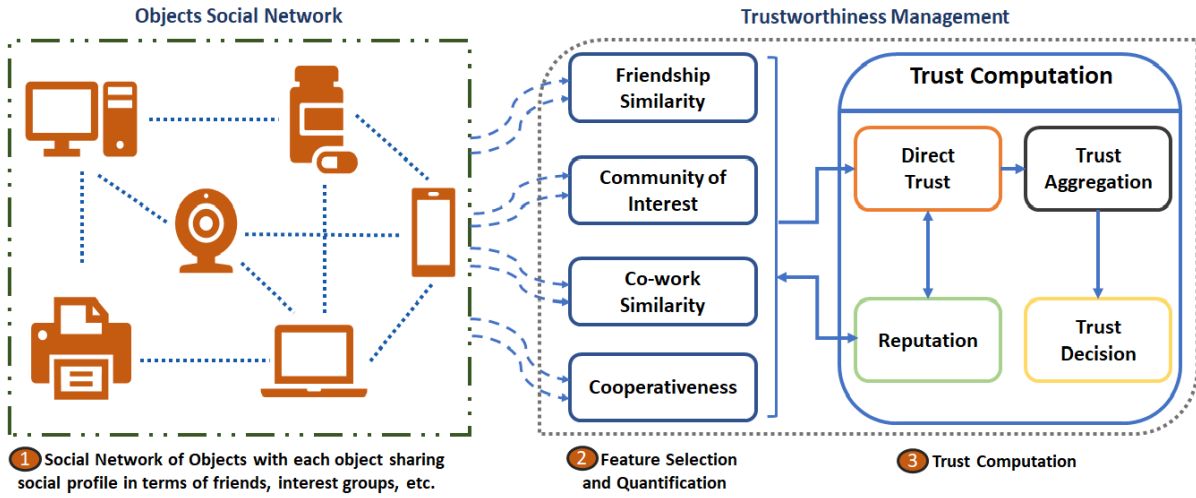 Objects Social Network
Trustworthiness Management
Friendship
Similarity
Community of
Interest
Co-work
Similarity
Cooperativeness
Trust Computation
Direct
Trust
Trust
Aggregation
Reputation
Trust
Decision
1 Social Network of Objects with each object sharing
social profile in terms of friends, interest groups, etc.
2 Feature Selection
and Quantification
3 Trust Computation